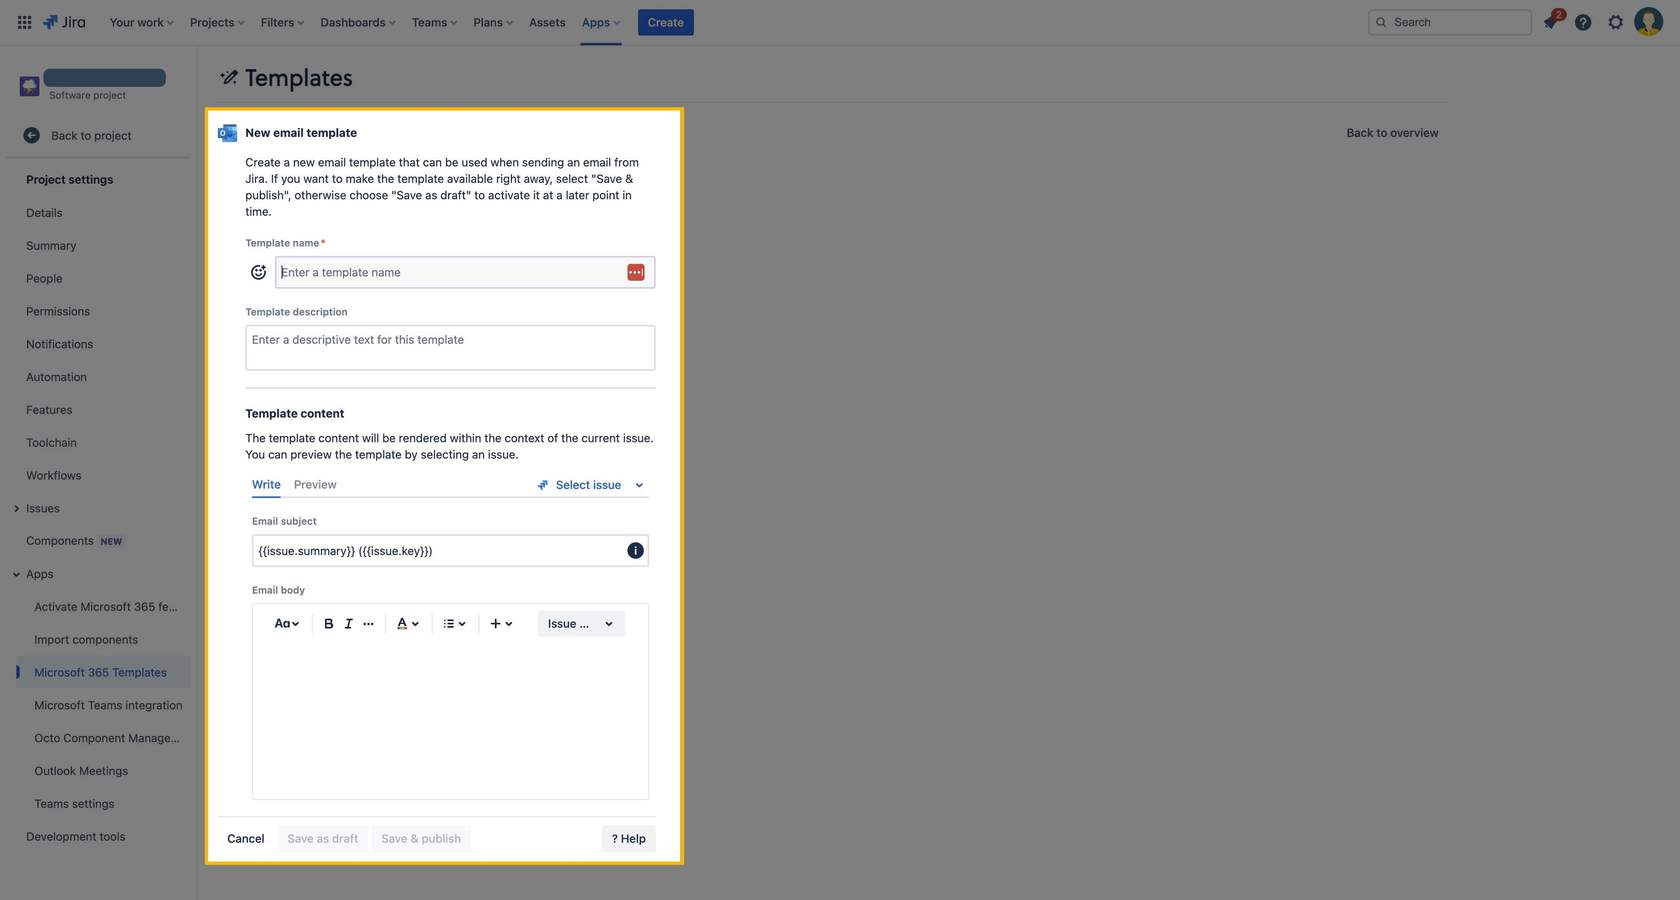 Jira
Your work
Projects
Filters
Dashboards
Teams
Plans
Assets
Apps
Create
Search
2
Software project
Back to project
Project settings
Details
Summary
People
Permissions
Notifications
Automation
Features
Toolchain
Workflows
Issues
Components NEW
Apps
Activate Microsoft 365 fe...
Import components
Microsoft 365 Templates
Microsoft Teams integration
Octo Component Manage...
Outlook Meetings
Teams settings
Development tools
Templates
Back to overview
New email template
Create a new email template that can be used when sending an email from
Jira. If you want to make the template available right away, select "Save &
publish", otherwise choose "Save as draft" to activate it at a later point in
time.
Template name*
Enter a template name
Template description
Enter a descriptive text for this template
Template content
The template content will be rendered within the context of the current issue.
You can preview the template by selecting an issue.
Write
Preview
Select issue
Email subject
{{issue.summary}} ({{issue.key}})
Email body
Aa
B
I
A
Issue ...
Cancel
Save as draft
Save & publish
? Help